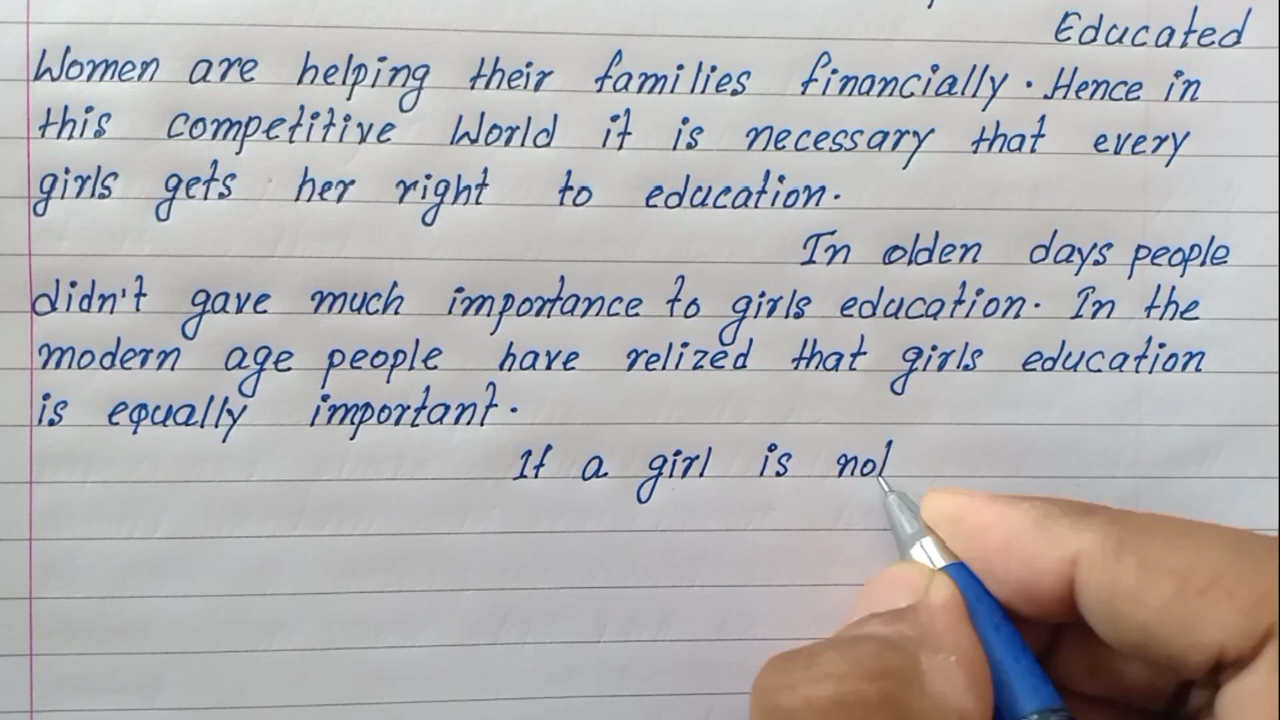 Educated
Women are helping their families financially. Hence in
this competitive World it is necessary that every
girls gets her right to education.
In olden days people
didn't gave much importance to girls education. In the
modern age people have relized that girls education
is equally important.
If a girl is not